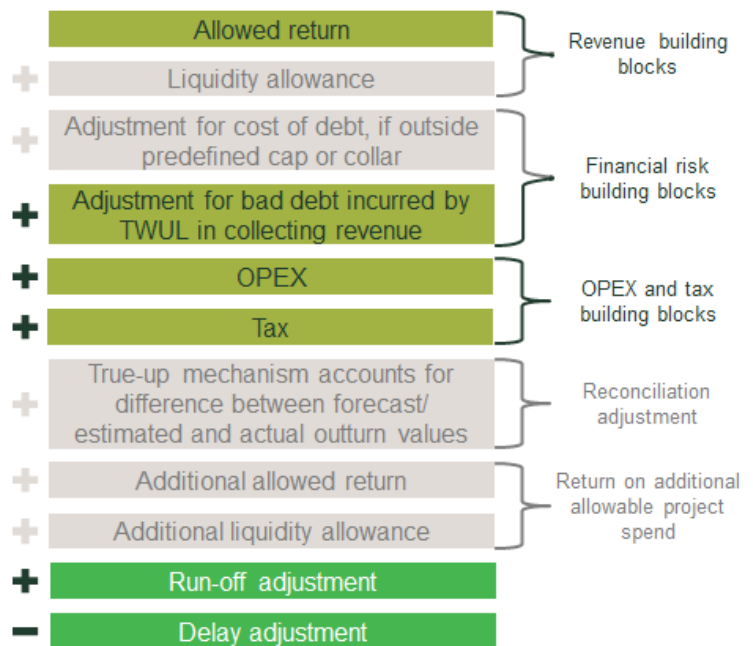 Allowed return
Revenue building
blocks
+
Liquidity allowance
+
Adjustment for cost of debt, if outside
predefined cap or collar
Financial risk
building blocks
+
Adjustment for bad debt incurred by
TWUL in collecting revenue
+
OPEX
OPEX and tax
building blocks
+
Tax
+
True-up mechanism accounts for
difference between forecast/
estimated and actual outturn values
Reconciliation
adjustment
+
Additional allowed return
Return on additional
allowable project
spend
+
Additional liquidity allowance
+
Run-off adjustment
−
Delay adjustment